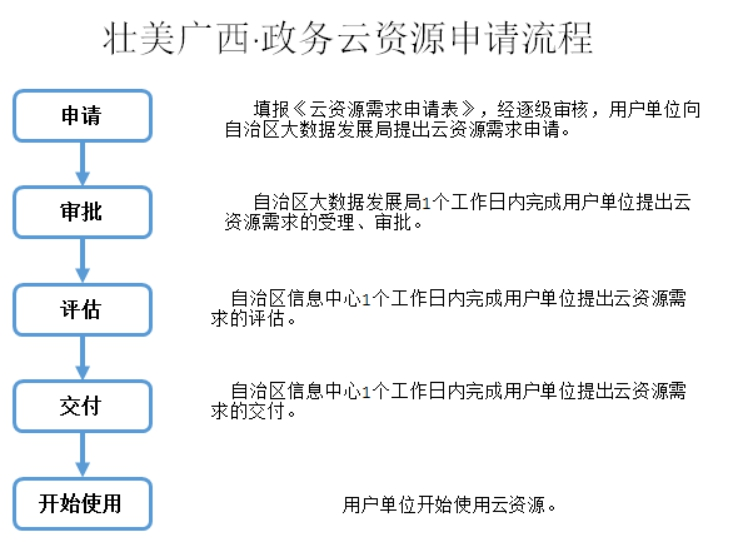 壮美广西·政务云资源申请流程
申请
填报《云资源需求申请表》，经逐级审核，用户单位向
自治区大数据发展局提出云资源需求申请。
审批
自治区大数据发展局1个工作日内完成用户单位提出云
资源需求的受理、审批。
评估
自治区信息中心1个工作日内完成用户单位提出云资源需
求的评估。
交付
自治区信息中心1个工作日内完成用户单位提出云资源需
求的交付。
开始使用
用户单位开始使用云资源。